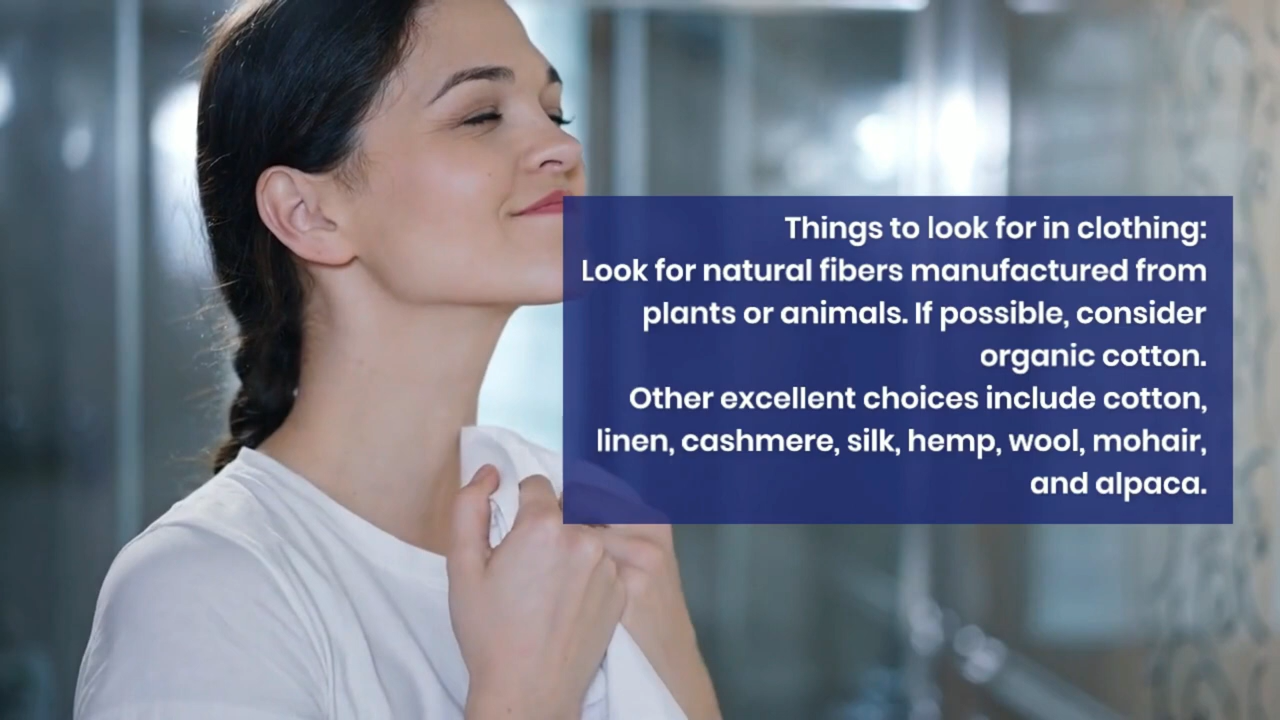 Things to look for in clothing:
Look for natural fibers manufactured from
plants or animals. If possible, consider
organic cotton.
Other excellent choices include cotton,
linen, cashmere, silk, hemp, wool, mohair,
and alpaca.